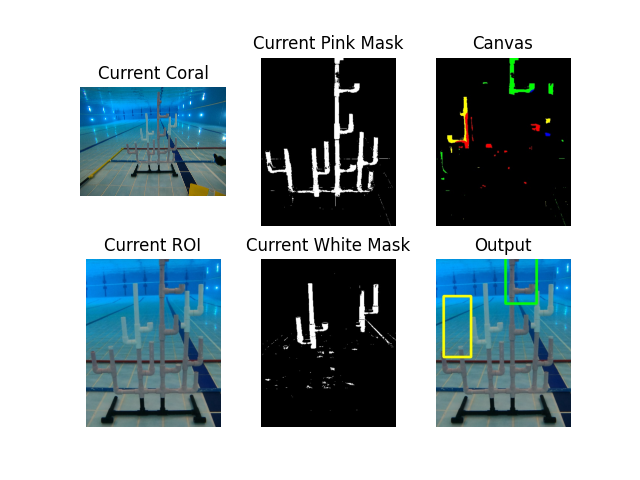 Current Coral
Current Pink Mask
Canvas
Current ROI
Current White Mask
Output